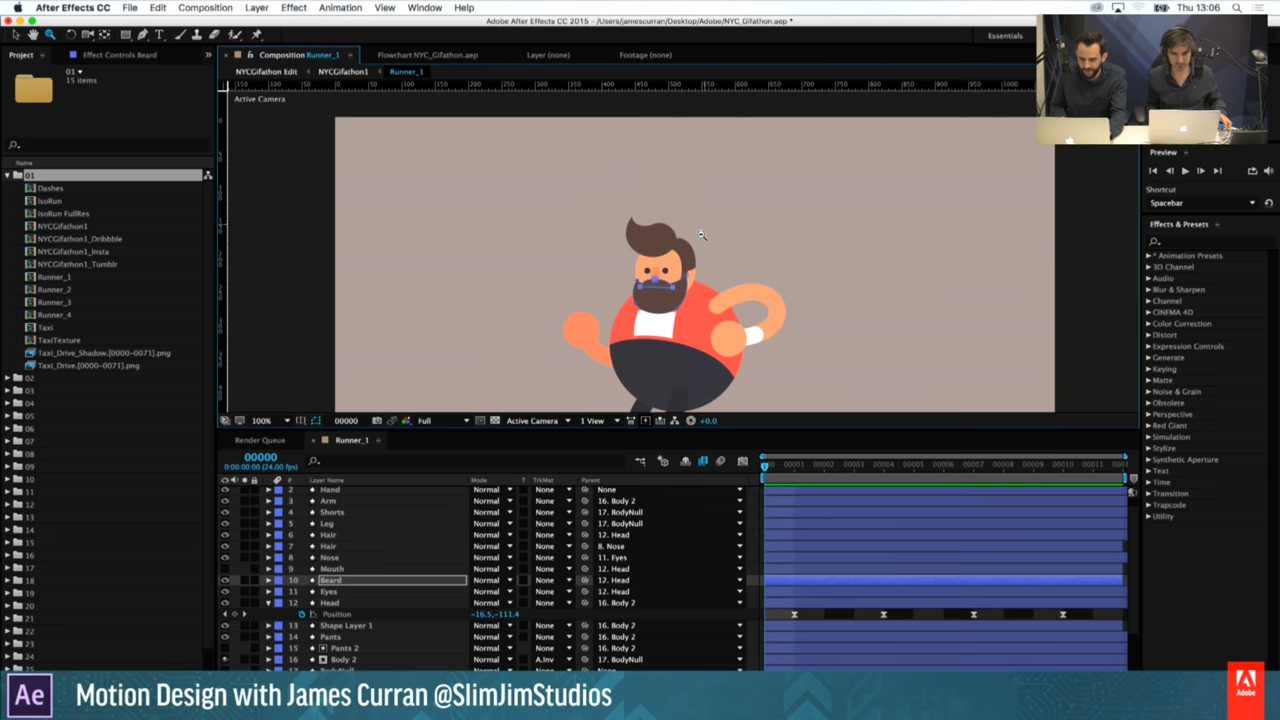 After Effects CC File Edit Composition Layer Effect Animation View Window Help Thu 13:06
Adobe After Effects CC 2015 - /Users/jamescurran/Desktop/Adobe/NYC_Gifathon.aep *
Essentials
Project Effect Controls Beard Composition Runner_1 Flowchart NYC_Gifathon.aep Layer (none) Footage (none)
01
15 items
NYCGifathon Edit NYCGifathon1 Runner_1
Active Camera
Name
01
Dashes
IsoRun
IsoRun FullRes
NYCGifathon1
NYCGifathon1_Dribbble
NYCGifathon1_Insta
NYCGifathon1_Tumblr
Runner_1
Runner_2
Runner_3
Runner_4
Taxi
TaxiTexture
Taxi_Drive_Shadow.[0000-0071].png
Taxi_Drive.[0000-0071].png
02
03
04
05
06
07
08
09
10
11
12
13
14
15
16
17
18
19
20
21
22
23
24
Preview
Shortcut
Spacebar
Effects & Presets
* Animation Presets
3D Channel
Audio
Blur & Sharpen
Channel
CINEMA 4D
Color Correction
Distort
Expression Controls
Generate
Keying
Matte
Noise & Grain
Obsolete
Perspective
Red Giant
Simulation
Stylize
Synthetic Aperture
Text
Time
Transition
Trapcode
Utility
100% 00000 Full Active Camera 1 View +0.0
Render Queue Runner_1
00000
0:00:00:00 (24.00 fps)
# Layer Name Mode T TrkMat Parent
00001 00002 00003 00004 00005 00006 00007 00008 00009 00010 00011
2 Hand Normal None None
3 Arm Normal None 16. Body 2
4 Shorts Normal None 17. BodyNull
5 Leg Normal None 17. BodyNull
6 Hair Normal None 12. Head
7 Hair Normal None 8. Nose
8 Nose Normal None 11. Eyes
9 Mouth Normal None 12. Head
10 Beard Normal None 12. Head
11 Eyes Normal None 12. Head
12 Head Normal None 16. Body 2
Position -16.5,-111.4
13 Shape Layer 1 Normal None 16. Body 2
14 Pants Normal None 16. Body 2
15 Pants 2 Normal None 16. Body 2
16 Body 2 Normal A.Inv 17. BodyNull
Ae Motion Design with James Curran @SlimJimStudios
Adobe